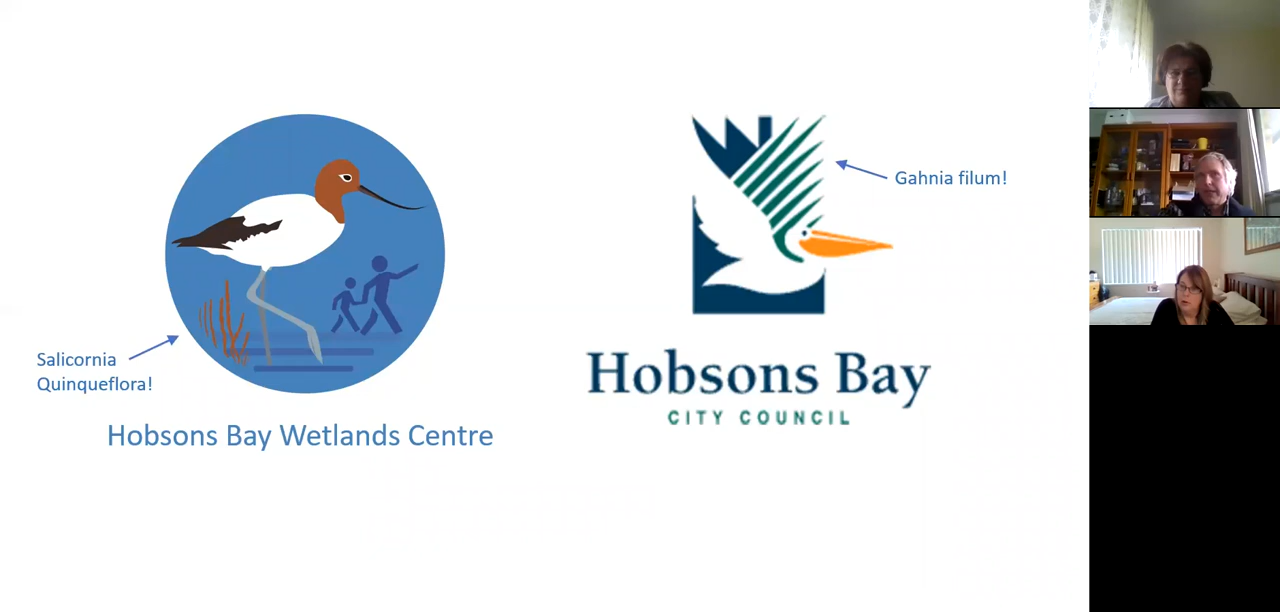 Gahnia filum!
Salicornia
Quinqueflora!
Hobsons Bay Wetlands Centre
Hobsons Bay
CITY COUNCIL